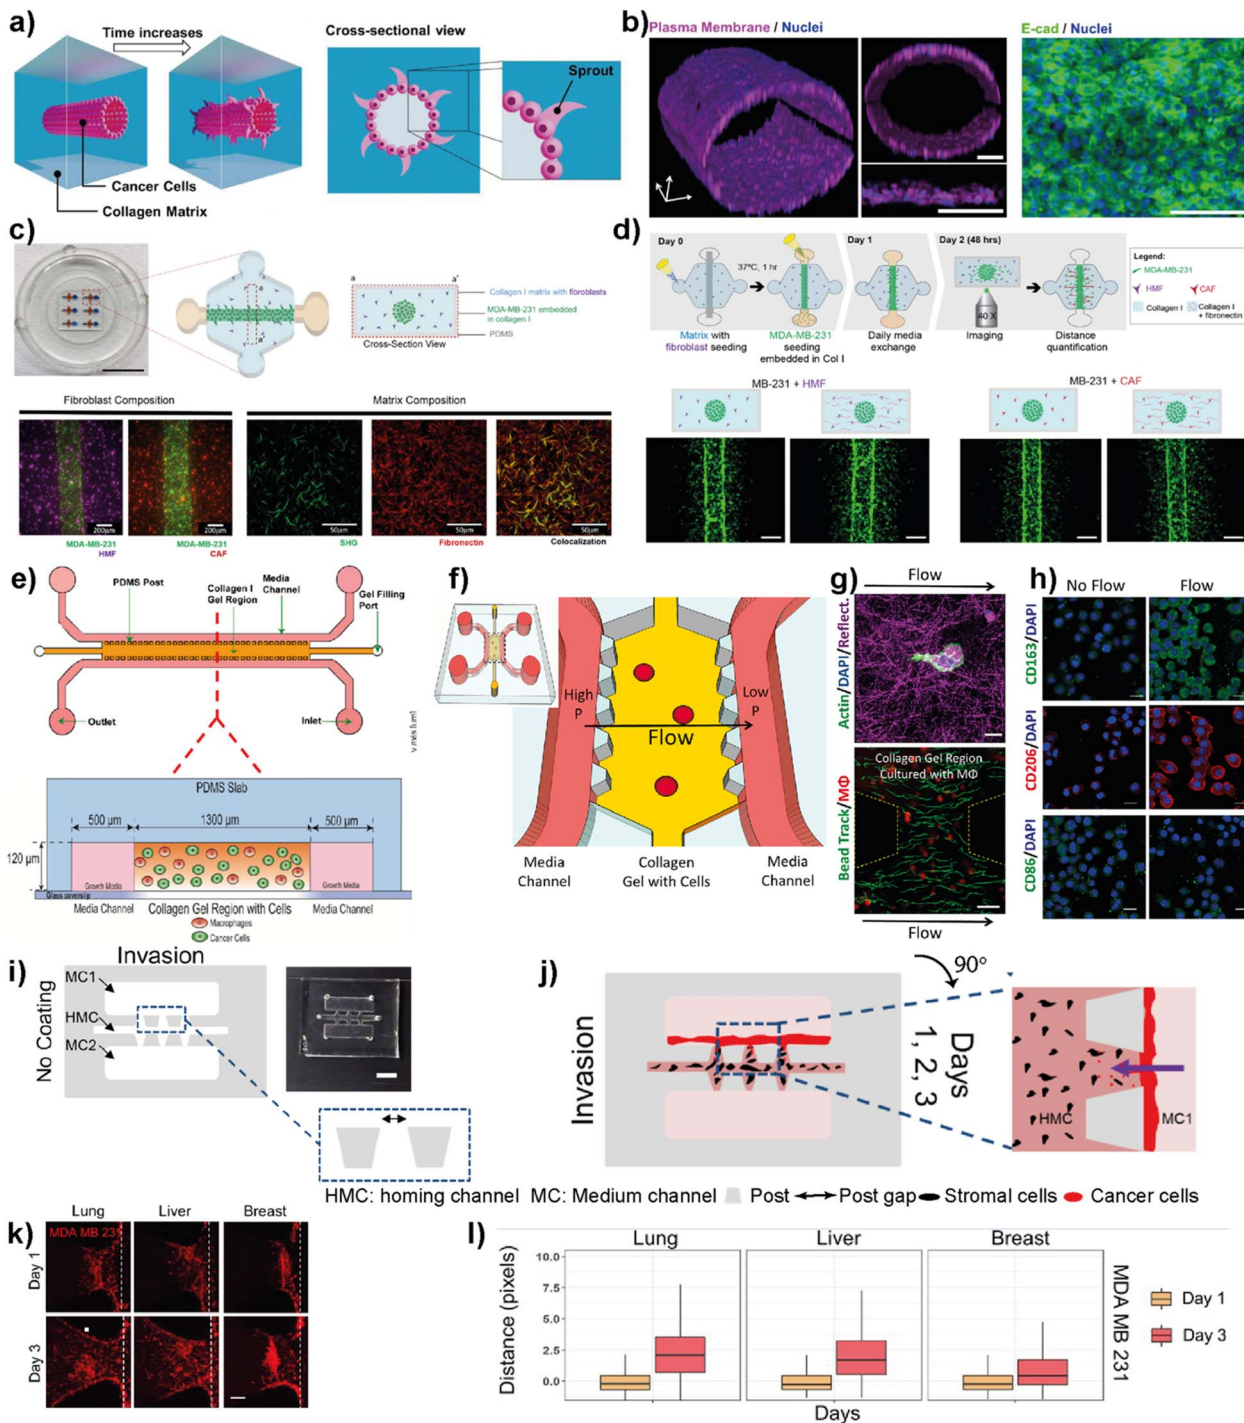 a)
Time increases
Cancer Cells
Collagen Matrix
Cross-sectional view
Sprout
b)
Plasma Membrane / Nuclei
E-cad / Nuclei
c)
a
a'
a
a'
Collagen I matrix with fibroblasts
MDA-MB-231 embedded
in collagen I
PDMS
Cross-Section View
Fibroblast Composition
Matrix Composition
200μm
200μm
50μm
50μm
50μm
MDA-MB-231
HMF
MDA-MB-231
CAF
SHG
Fibronectin
Colocalization
d)
Day 0
Day 1
Day 2 (48 hrs)
37°C, 1 hr
40 X
Matrix with
fibroblast seeding
MDA-MB-231
seeding
embedded in Col I
Daily media
exchange
Imaging
Distance
quantification
Legend:
MDA-MB-231
HMF
CAF
Collagen I
Collagen I
+ fibronectin
MB-231 + HMF
MB-231 + CAF
e)
PDMS Post
Collagen I
Gel Region
Media
Channel
Gel Filling
Port
Outlet
Inlet
PDMS Slab
500 μm
1300 μm
500 μm
120 μm
Growth Media
Growth Media
Glass coverslip
Media Channel
Collagen Gel Region with Cells
Media Channel
Macrophages
Cancer Cells
f)
High
P
Low
P
Flow
Media
Channel
Collagen
Gel with Cells
Media
Channel
g)
Flow
Actin/DAPI/Reflect.
Collagen Gel Region
Cultured with MΦ
Bead Track/MΦ
Flow
h)
No Flow
Flow
CD163/DAPI
CD206/DAPI
CD86/DAPI
i)
Invasion
No Coating
MC1
HMC
MC2
j)
Invasion
90°
Days
1, 2, 3
HMC
MC1
HMC: homing channel MC: Medium channel Post Post gap Stromal cells Cancer cells
k)
Lung
Liver
Breast
MDA MB 231
Day 1
Day 3
l)
Lung
Liver
Breast
Distance (pixels)
10.0
7.5
5.0
2.5
0.0
Days
MDA MB 231
Day 1
Day 3